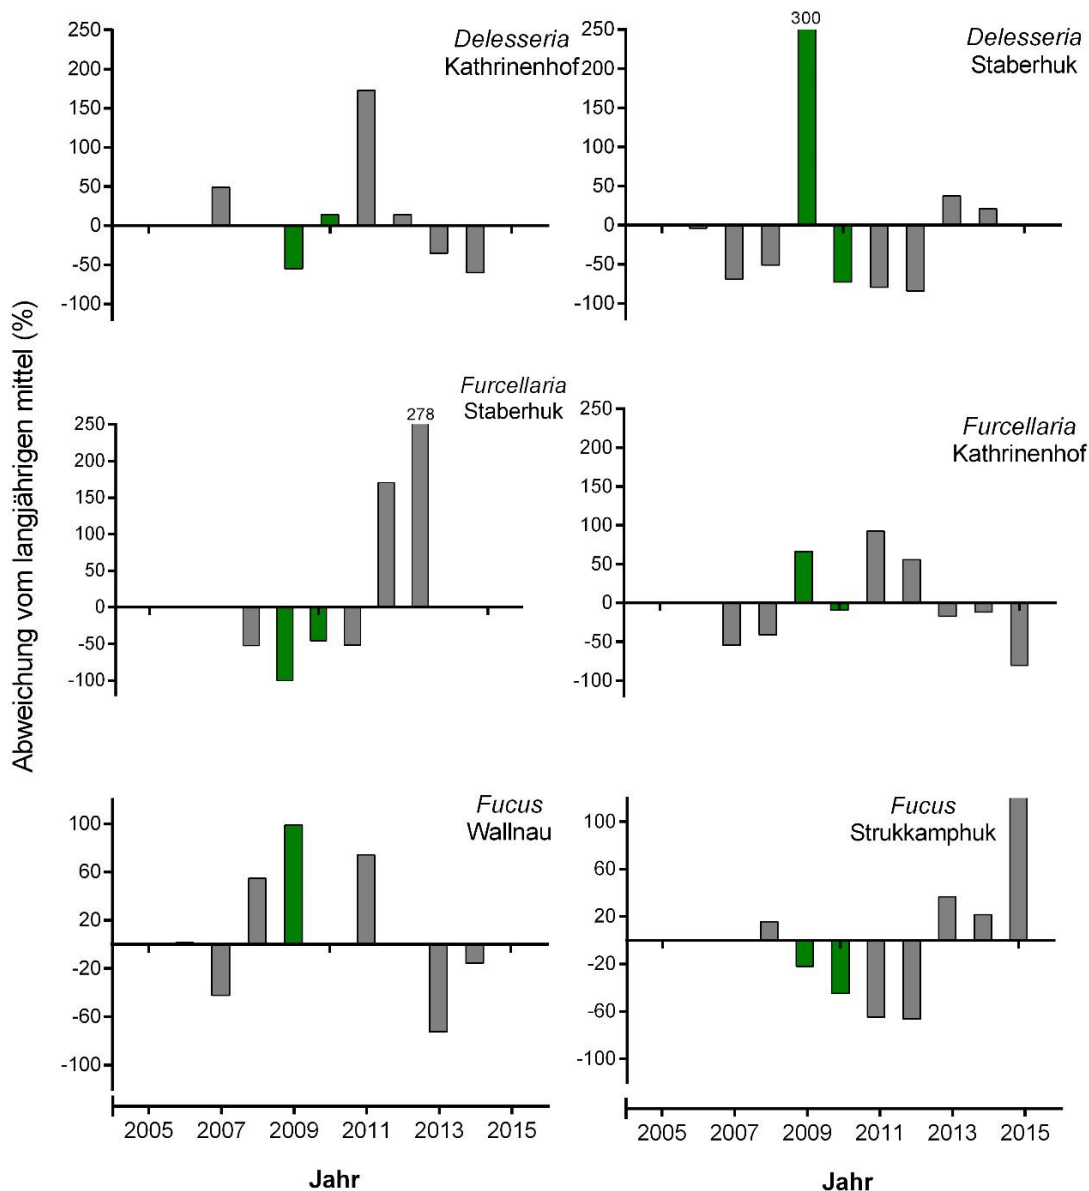 Abweichung vom langjährigen mittel (%)
250
200
150
100
50
0
-50
-100
Delesseria
Kathrinenhof
300
250
200
150
100
50
0
-50
-100
Delesseria
Staberhuk
250
200
150
100
50
0
-50
-100
278
Furcellaria
Staberhuk
250
200
150
100
50
0
-50
-100
Furcellaria
Kathrinenhof
100
60
20
-20
-60
-100
Fucus
Wallnau
2005 2007 2009 2011 2013 2015
Jahr
100
60
20
-20
-60
-100
Fucus
Strukkamphuk
2005 2007 2009 2011 2013 2015
Jahr